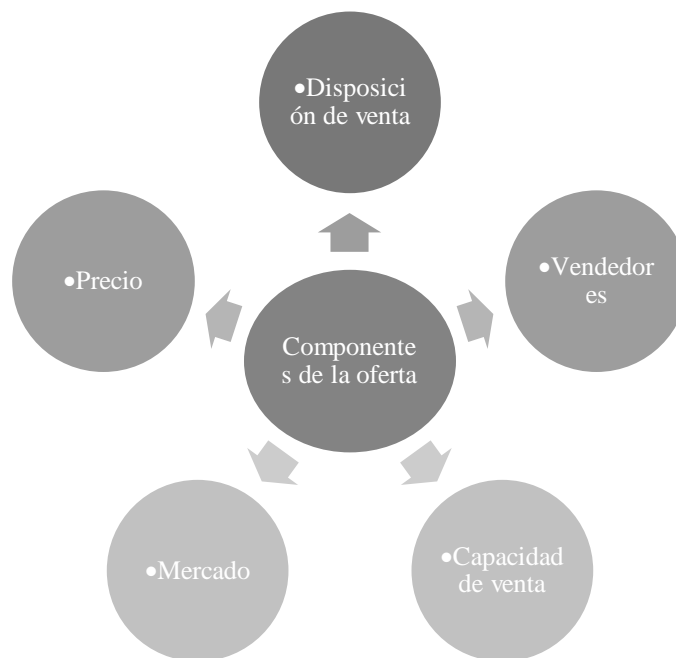 •Disposici
ón de venta
•Precio
•Vendedor
es
Componente
s de la oferta
•Mercado
•Capacidad
de venta